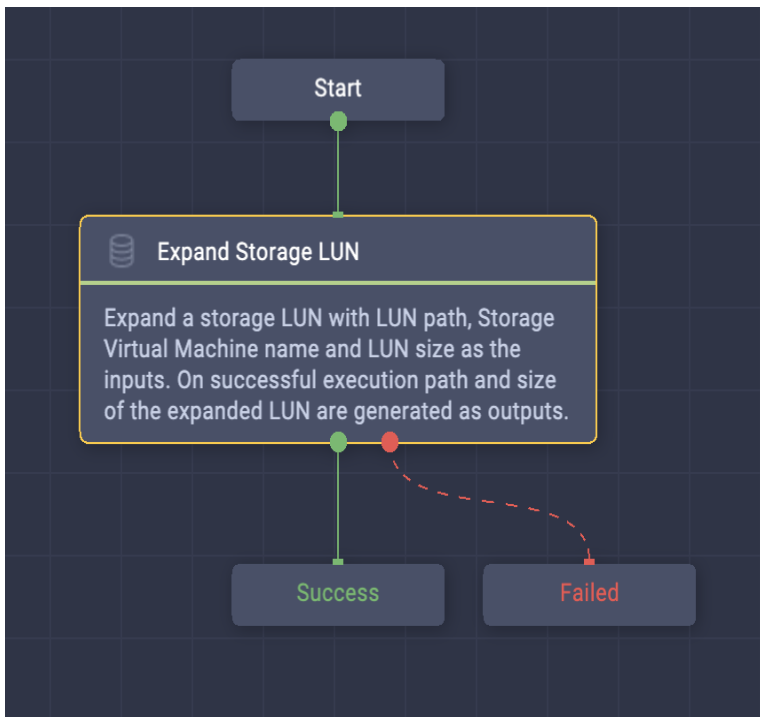 Start
Expand Storage LUN
Expand a storage LUN with LUN path, Storage
Virtual Machine name and LUN size as the
inputs. On successful execution path and size
of the expanded LUN are generated as outputs.
Success
Failed